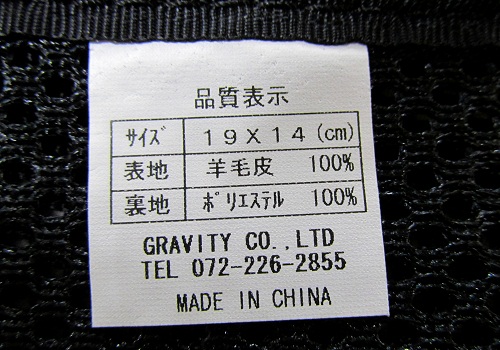 品質表示
ｻｲｽﾞ １９Ｘ１４(cm)
表地 羊毛皮 100%
裏地 ﾎﾟﾘｴｽﾃﾙ 100%
GRAVITY CO.,LTD
TEL 072-226-2855
MADE IN CHINA